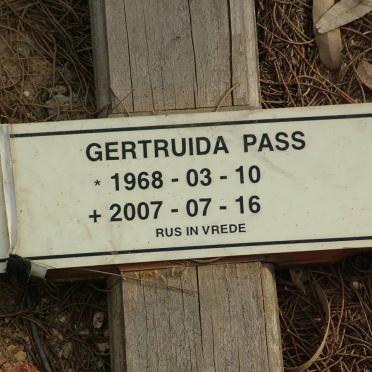 GERTRUIDA PASS
* 1968 - 03 - 10
+ 2007 - 07 - 16
RUS IN VREDE